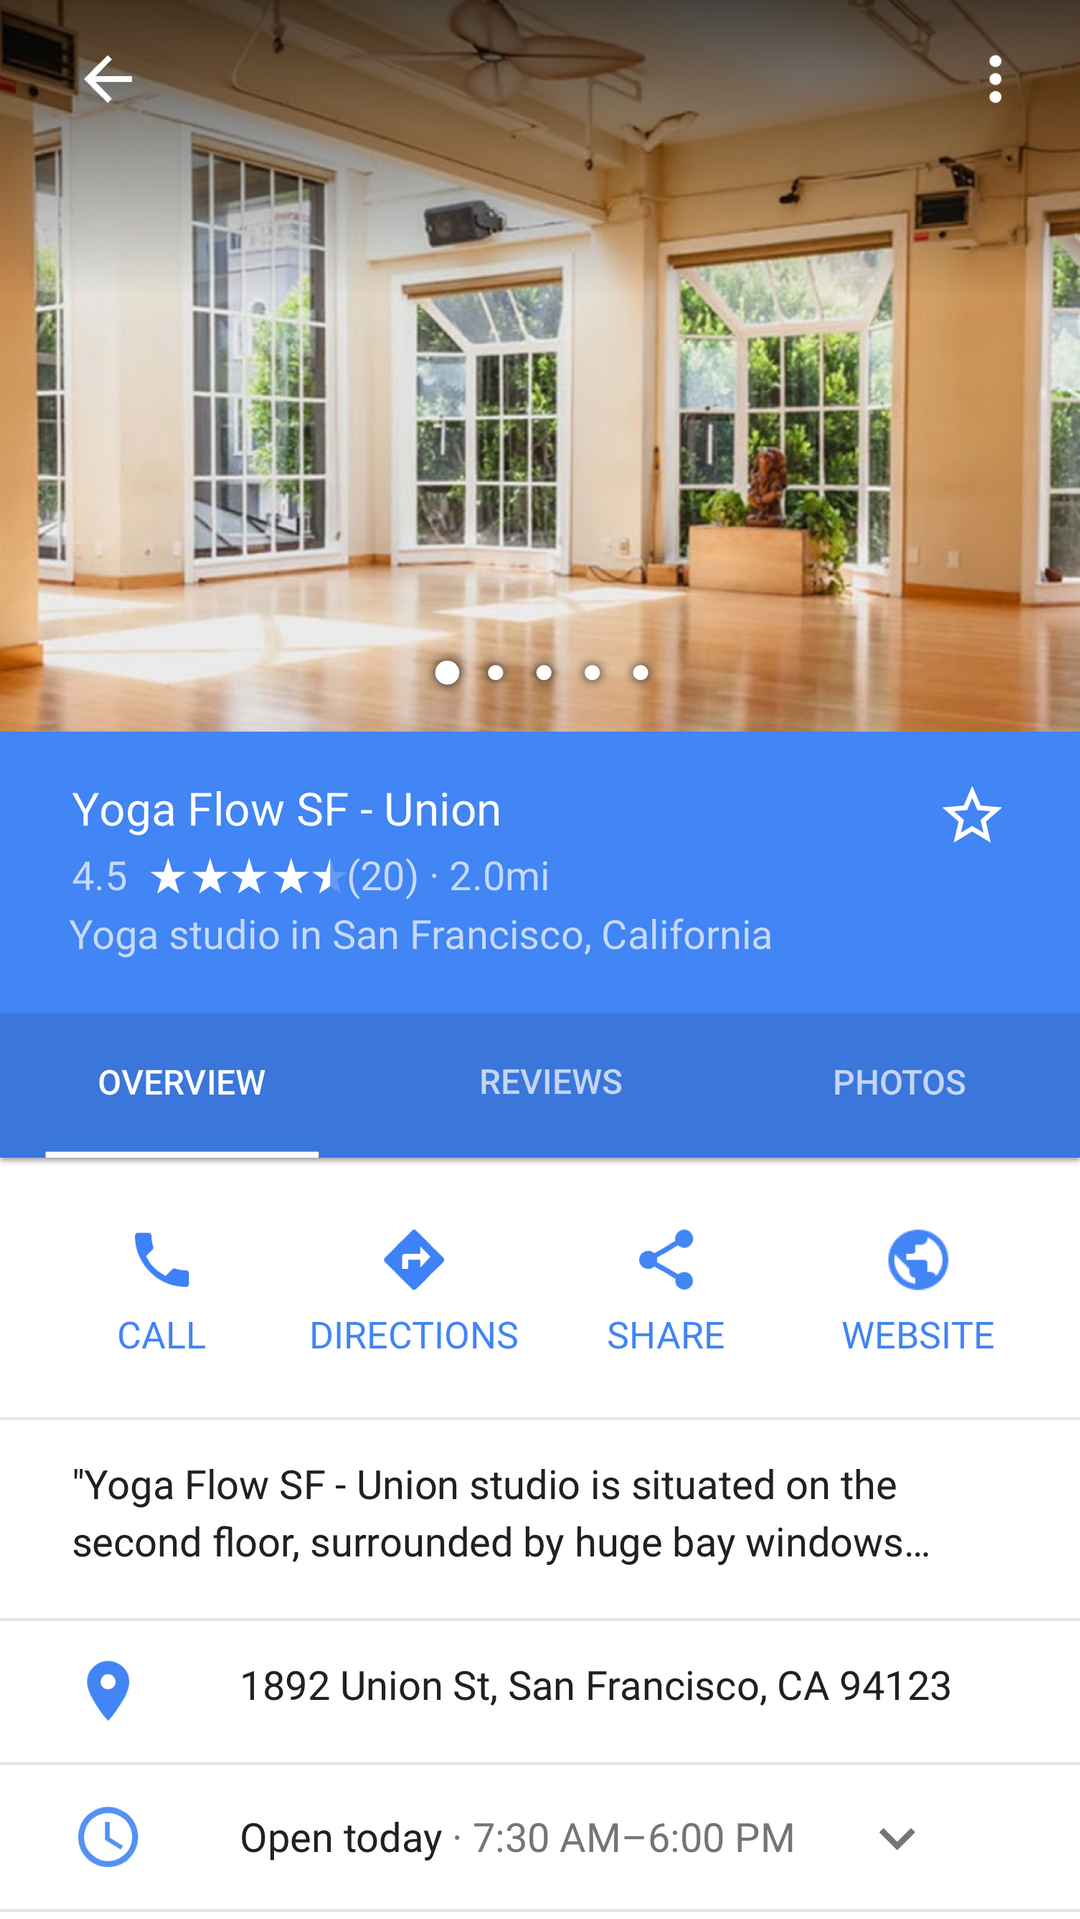 Yoga Flow SF - Union
4.5 (20) · 2.0mi
Yoga studio in San Francisco, California
OVERVIEW REVIEWS PHOTOS
CALL DIRECTIONS SHARE WEBSITE
"Yoga Flow SF - Union studio is situated on the
second floor, surrounded by huge bay windows...
1892 Union St, San Francisco, CA 94123
Open today · 7:30 AM–6:00 PM